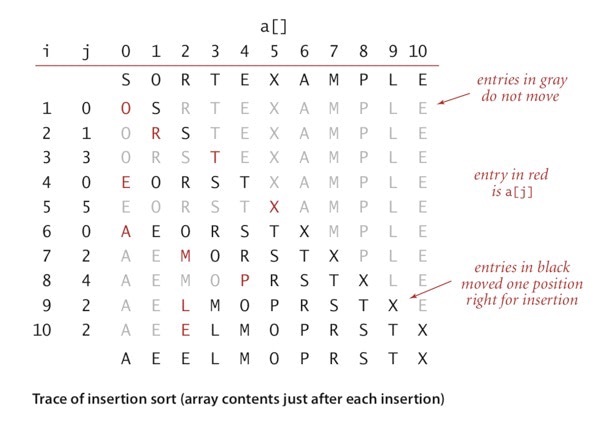 a[]
i j 0 1 2 3 4 5 6 7 8 9 10
S O R T E X A M P L E
1 0 O S R T E X A M P L E
2 1 O R S T E X A M P L E
3 3 O R S T E X A M P L E
4 0 E O R S T X A M P L E
5 5 E O R S T X A M P L E
6 0 A E O R S T X M P L E
7 2 A E M O R S T X P L E
8 4 A E M O P R S T X L E
9 2 A E L M O P R S T X E
10 2 A E E L M O P R S T X
A E E L M O P R S T X
entries in gray
do not move
entry in red
is a[j]
entries in black
moved one position
right for insertion
Trace of insertion sort (array contents just after each insertion)